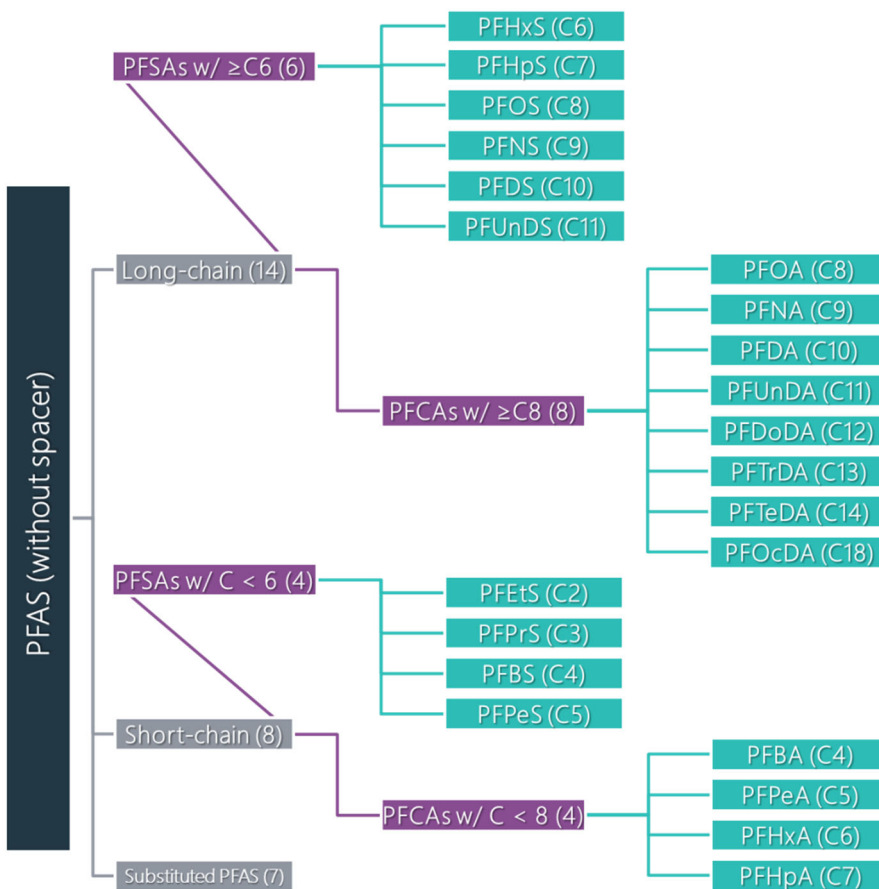 PFAS (without spacer)
PFSAs w/ ≥C6 (6)
PFHxS (C6)
PFHpS (C7)
PFOS (C8)
PFNS (C9)
PFDS (C10)
PFUnDS (C11)
Long-chain (14)
PFCAs w/ ≥C8 (8)
PFOA (C8)
PFNA (C9)
PFDA (C10)
PFUnDA (C11)
PFDoDA (C12)
PFTrDA (C13)
PFTeDA (C14)
PFOcDA (C18)
PFSAs w/ C < 6 (4)
PFEtS (C2)
PFPrS (C3)
PFBS (C4)
PFPeS (C5)
Short-chain (8)
PFCAs w/ C < 8 (4)
PFBA (C4)
PFPeA (C5)
PFHxA (C6)
PFHpA (C7)
Substituted PFAS (7)